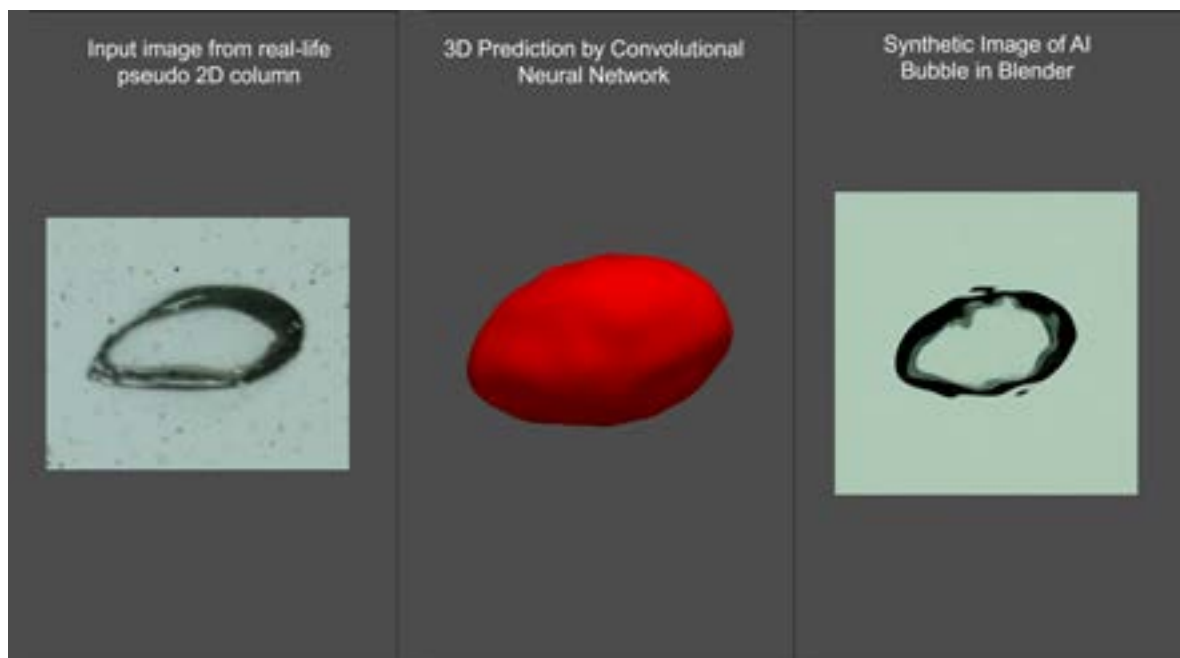 Input image from real-life
pseudo 2D column
3D Prediction by Convolutional
Neural Network
Synthetic Image of AI
Bubble in Blender